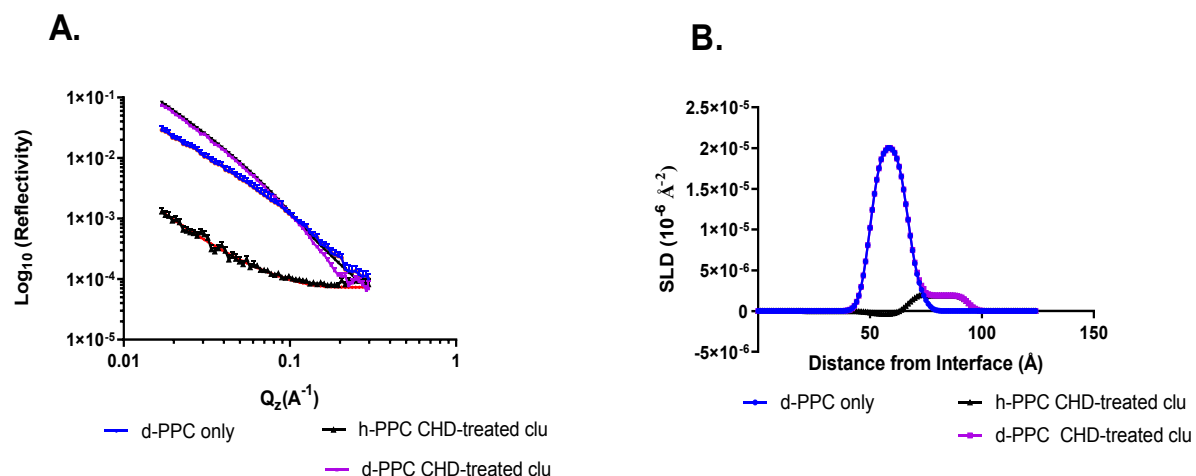 A.
B.
1×10-1
1×10-2
1×10-3
1×10-4
1×10-5
0.01
0.1
1
Log10 (Reflectivity)
Qz(A-1)
d-PPC only
h-PPC CHD-treated clu
d-PPC CHD-treated clu
2.5×10-5
2×10-5
1.5×10-5
1×10-5
5×10-6
0
-5×10-6
50
100
150
SLD (10-6 Å-2)
Distance from Interface (Å)
d-PPC only
h-PPC CHD-treated clu
d-PPC CHD-treated clu